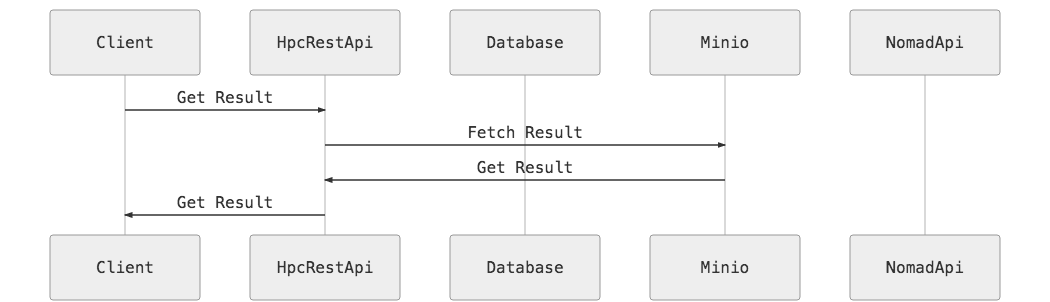 Client HpcRestApi Database Minio NomadApi
Get Result
Fetch Result
Get Result
Get Result
Client HpcRestApi Database Minio NomadApi